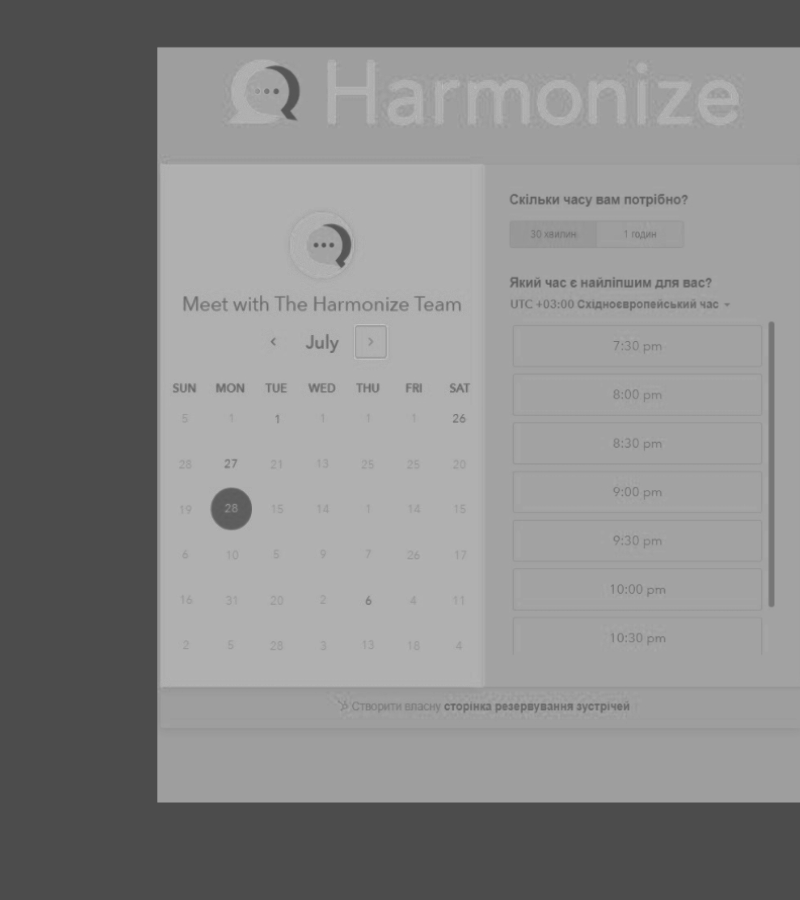 Harmonize
Meet with The Harmonize Team
July
SUN MON TUE WED THU FRI SAT
5 1 1 1 1 1 26
28 27 21 13 25 25 20
19 28 15 14 1 14 15
6 10 5 9 7 26 17
16 31 20 2 6 4 11
2 5 28 3 13 18 4
Скільки часу вам потрібно?
30 хвилин 1 годин
Який час є найліпшим для вас?
UTC +03:00 Східноєвропейський час
7:30 pm
8:00 pm
8:30 pm
9:00 pm
9:30 pm
10:00 pm
10:30 pm
Створити власну сторінка резервування зустрічей